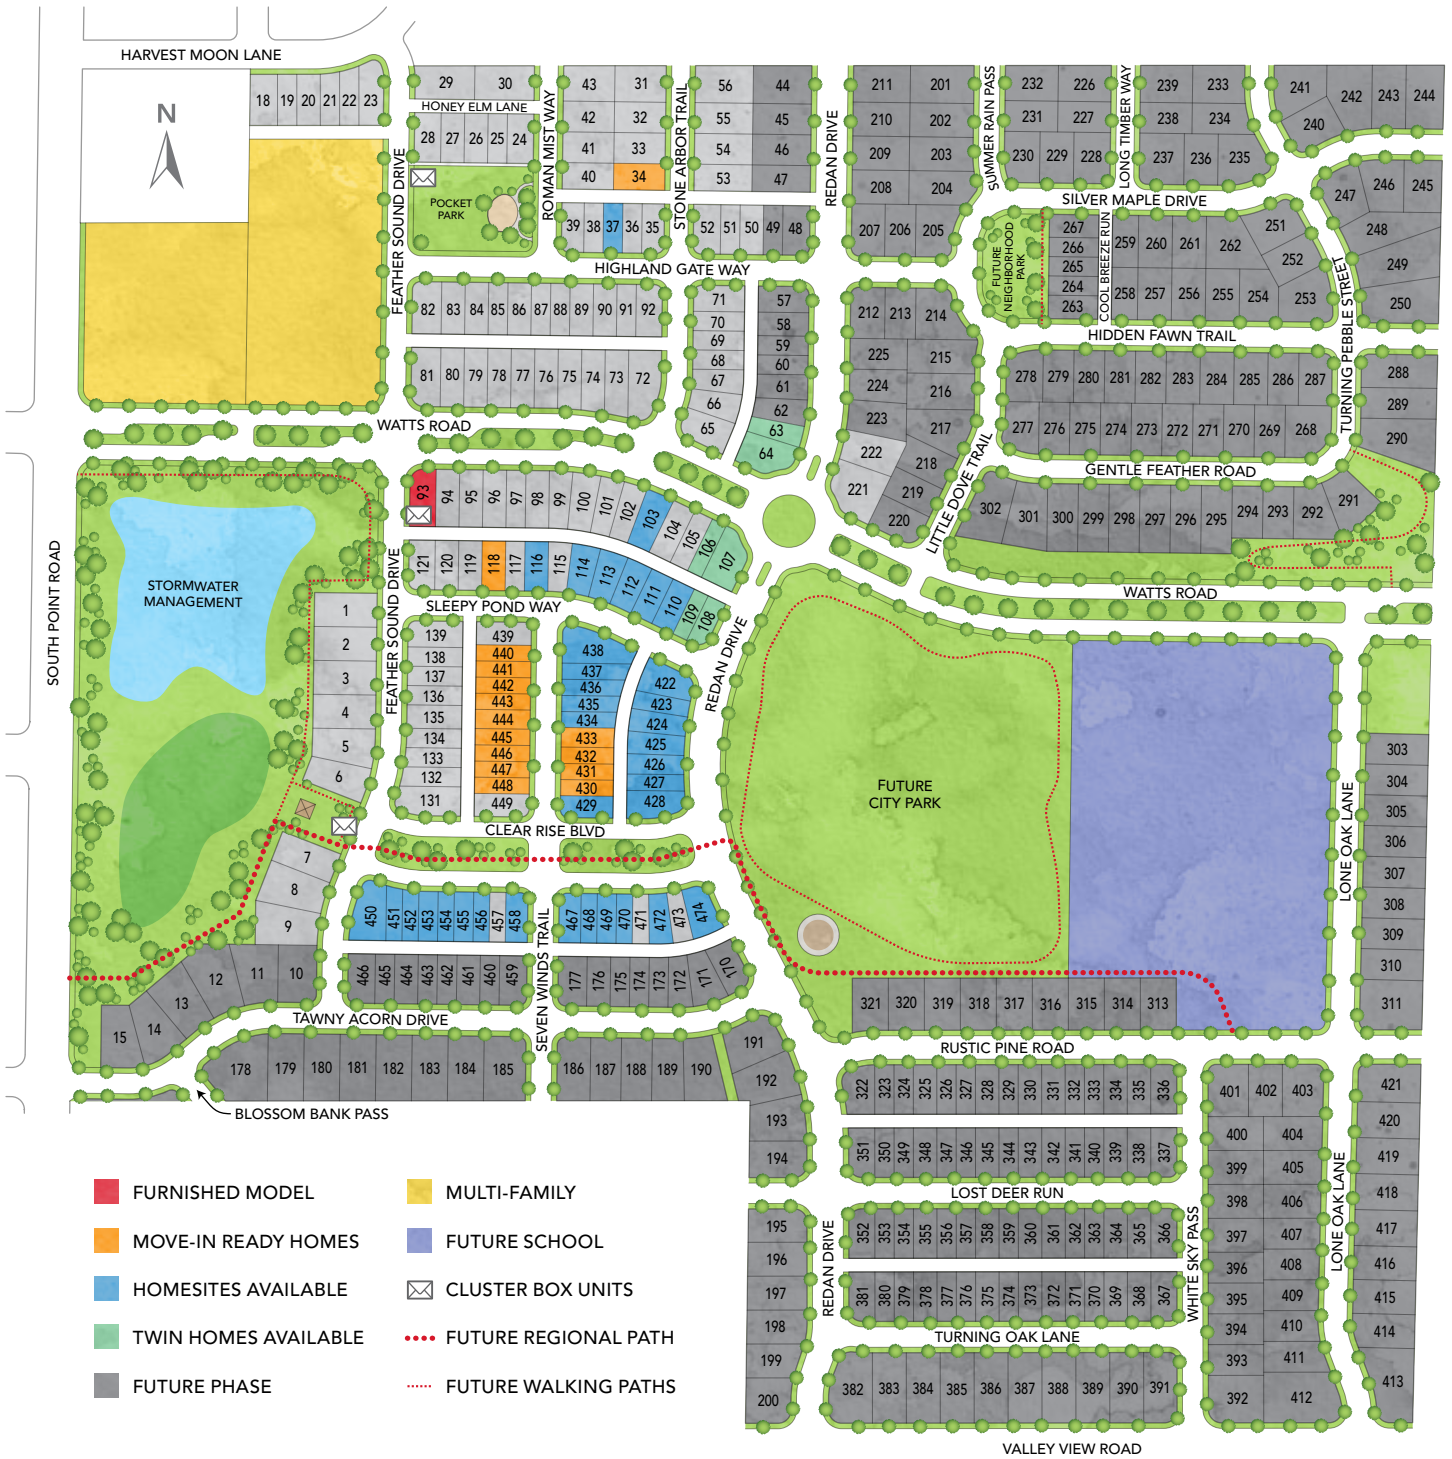 HARVEST MOON LANE
N
18 19 20 21 22 23
29 30
HONEY ELM LANE
28 27 26 25 24
POCKET
PARK
FEATHER SOUND DRIVE
ROMAN MIST WAY
43 31
42 32
41 33
40 34
39 38 37 36 35
STONE ARBOR TRAIL
56 44
55 45
54 46
53 47
52 51 50 49 48
REDAN DRIVE
211 201
210 202
209 203
208 204
207 206 205
SUMMER RAIN PASS
232 226
231 227
230 229 228
LONG TIMBER WAY
239 233
238 234
237 236 235
241 242 243 244
240
247 246 245
248
249
250
SILVER MAPLE DRIVE
FUTURE
NEIGHBORHOOD
PARK
267
266
265
264
263
COOL BREEZE RUN
259 260 261 262 251
252
258 257 256 255 254 253
HIDDEN FAWN TRAIL
TURNING PEBBLE STREET
HIGHLAND GATE WAY
82 83 84 85 86 87 88 89 90 91 92
81 80 79 78 77 76 75 74 73 72
71
70
69
68
67
66
65
57
58
59
60
61
62
63
64
212 213 214
225 215
224 216
223 217
222 218
221 219
220
LITTLE DOVE TRAIL
278 279 280 281 282 283 284 285 286 287
277 276 275 274 273 272 271 270 269 268
288
289
290
GENTLE FEATHER ROAD
302 301 300 299 298 297 296 295 294 293 292 291
WATTS ROAD
WATTS ROAD
SOUTH POINT ROAD
STORMWATER
MANAGEMENT
FEATHER SOUND DRIVE
93 94 95 96 97 98 99 100 101 102 103 104 105 106 107
121 120 119 118 117 116 115 114 113 112 111 110 109 108
SLEEPY POND WAY
REDAN DRIVE
1
2
3
4
5
6
7
8
9
139
138
137
136
135
134
133
132
131
439
440
441
442
443
444
445
446
447
448
449
438
437
436
435
434
433
432
431
430
429
422
423
424
425
426
427
428
CLEAR RISE BLVD
FUTURE
CITY PARK
LONE OAK LANE
303
304
305
306
307
308
309
310
311
450 451 452 453 454 455 456 457 458
467 468 469 470 471 472 473 474
SEVEN WINDS TRAIL
466 465 464 463 462 461 460 459
177 176 175 174 173 172 171 170
15 14 13 12 11 10
TAWNY ACORN DRIVE
178 179 180 181 182 183 184 185
186 187 188 189 190
191
192
193
194
BLOSSOM BANK PASS
321 320 319 318 317 316 315 314 313
RUSTIC PINE ROAD
322 323 324 325 326 327 328 329 330 331 332 333 334 335 336
351 350 349 348 347 346 345 344 343 342 341 340 339 338 337
LOST DEER RUN
352 353 354 355 356 357 358 359 360 361 362 363 364 365 366
381 380 379 378 377 376 375 374 373 372 371 370 369 368 367
TURNING OAK LANE
382 383 384 385 386 387 388 389 390 391
REDAN DRIVE
195
196
197
198
199
200
WHITE SKY PASS
401 402 403
400 404
399 405
398 406
397 407
396 408
395 409
394 410
393 411
392 412
LONE OAK LANE
421
420
419
418
417
416
415
414
413
VALLEY VIEW ROAD
FURNISHED MODEL
MOVE-IN READY HOMES
HOMESITES AVAILABLE
TWIN HOMES AVAILABLE
FUTURE PHASE
MULTI-FAMILY
FUTURE SCHOOL
CLUSTER BOX UNITS
FUTURE REGIONAL PATH
FUTURE WALKING PATHS